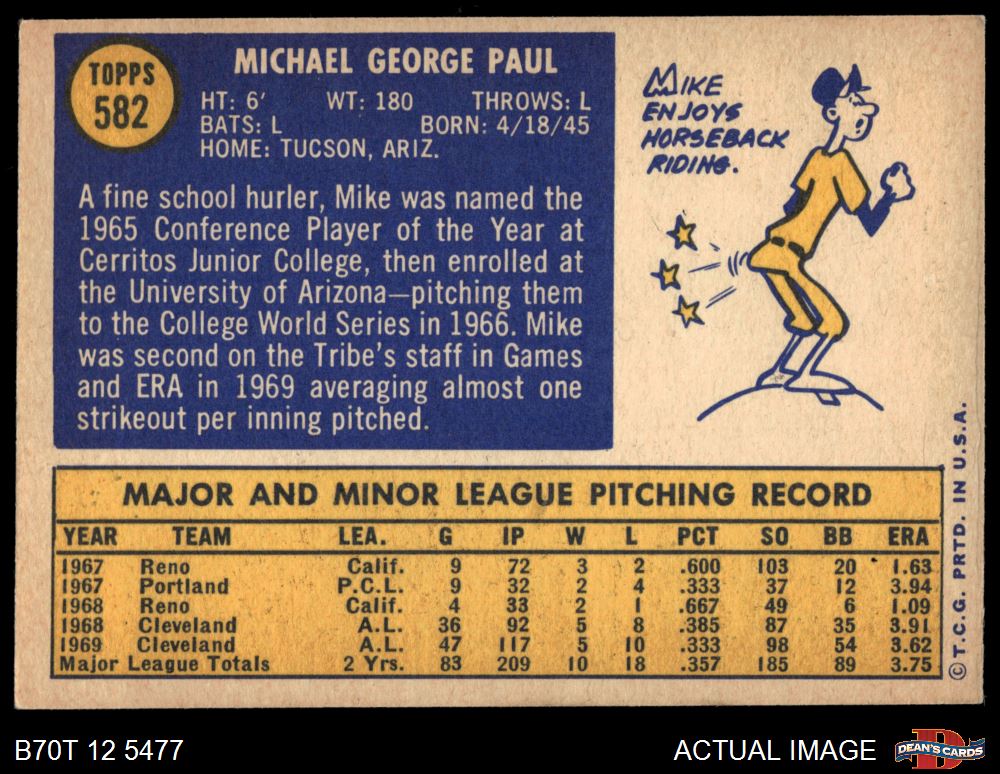 TOPPS
582
MICHAEL GEORGE PAUL
HT: 6' WT: 180 THROWS: L
BATS: L BORN: 4/18/45
HOME: TUCSON, ARIZ.
A fine school hurler, Mike was named the
1965 Conference Player of the Year at
Cerritos Junior College, then enrolled at
the University of Arizona—pitching them
to the College World Series in 1966. Mike
was second on the Tribe's staff in Games
and ERA in 1969 averaging almost one
strikeout per inning pitched.
MIKE
ENJOYS
HORSEBACK
RIDING.
MAJOR AND MINOR LEAGUE PITCHING RECORD
YEAR TEAM LEA. G IP W L PCT SO BB ERA
1967 Reno Calif. 9 72 3 2 .600 103 20 1.63
1967 Portland P.C.L. 9 32 2 4 .333 37 12 3.94
1968 Reno Calif. 4 33 2 1 .667 49 6 1.09
1968 Cleveland A.L. 36 92 5 8 .385 87 35 3.91
1969 Cleveland A.L. 47 117 5 10 .333 98 54 3.62
Major League Totals 2 Yrs. 83 209 10 18 .357 185 89 3.75
© T.C.G. PRTD. IN U.S.A.
B70T 12 5477
ACTUAL IMAGE
DEAN'S CARDS